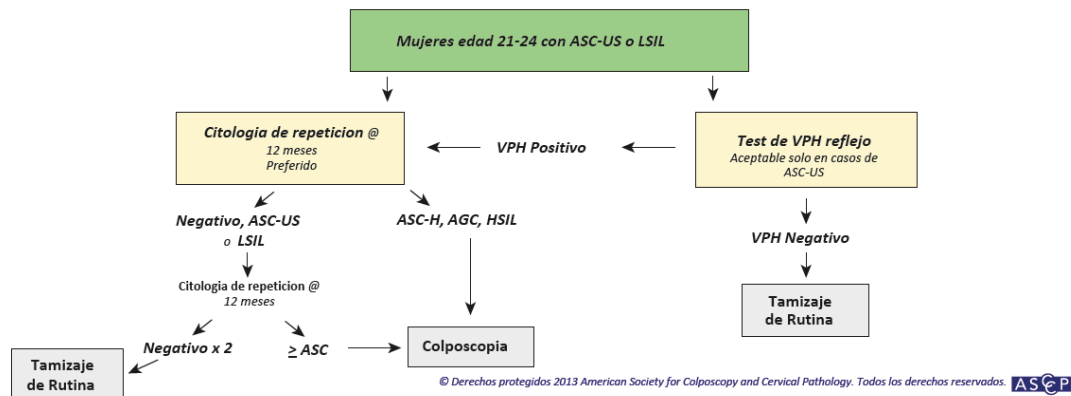 Mujeres edad 21-24 con ASC-US o LSIL
Citologia de repeticion @
12 meses
Preferido
VPH Positivo
Test de VPH reflejo
Aceptable solo en casos de
ASC-US
Negativo, ASC-US
o LSIL
ASC-H, AGC, HSIL
VPH Negativo
Citologia de repeticion @
12 meses
Tamizaje
de Rutina
Negativo x 2
≥ ASC
Colposcopia
Tamizaje
de Rutina
© Derechos protegidos 2013 American Society for Colposcopy and Cervical Pathology. Todos los derechos reservados.
ASCCP